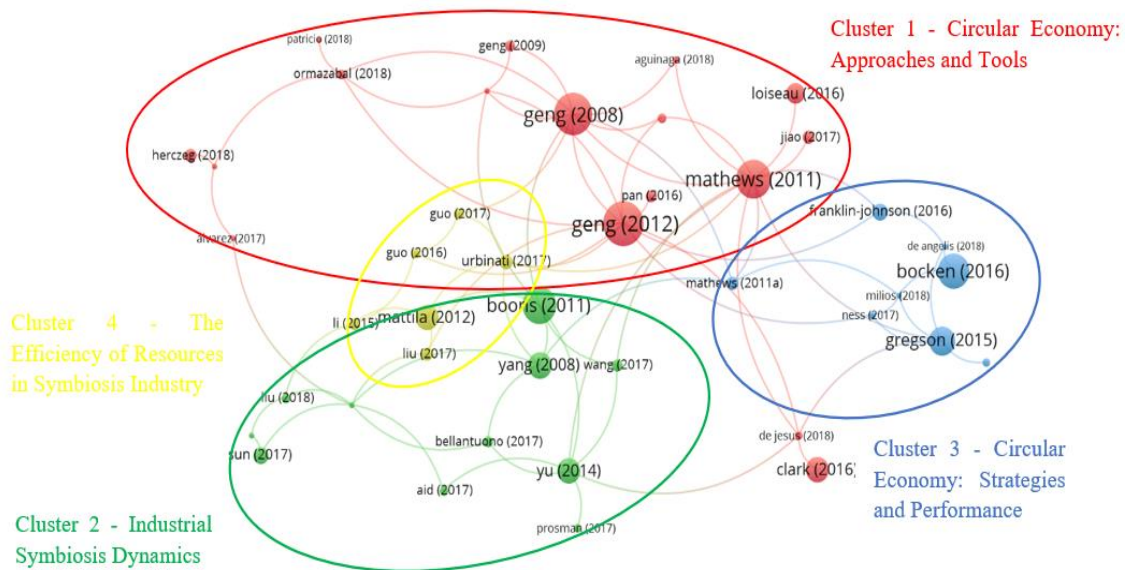 Cluster 1 - Circular Economy:
Approaches and Tools
patricio (2018)
geng (2009)
ormazabal (2018)
aguinaga (2018)
loiseau (2016)
geng (2008)
jiao (2017)
herczeg (2018)
mathews (2011)
pan (2016)
guo (2017)
franklin-johnson (2016)
geng (2012)
alvarez (2017)
de angelis (2018)
guo (2016)
urbinati (2017)
bocken (2016)
mathews (2011a)
milios (2018)
boons (2011)
ness (2017)
li (2015)
mattila (2012)
gregson (2015)
Cluster 4 - The
Efficiency of Resources
in Symbiosis Industry
liu (2017)
yang (2008)
wang (2017)
liu (2018)
de jesus (2018)
bellantuono (2017)
sun (2017)
yu (2014)
clark (2016)
Cluster 3 - Circular
Economy: Strategies
and Performance
aid (2017)
prosman (2017)
Cluster 2 - Industrial
Symbiosis Dynamics